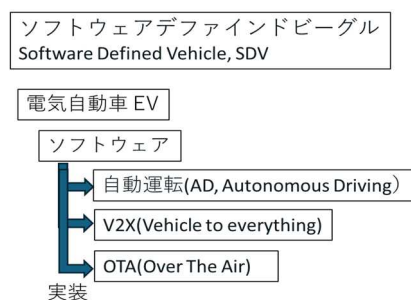 ソフトウェアデファインドビーグル
Software Defined Vehicle, SDV
電気自動車 EV
ソフトウェア
自動運転(AD, Autonomous Driving）
V2X(Vehicle to everything)
OTA(Over The Air)
実装